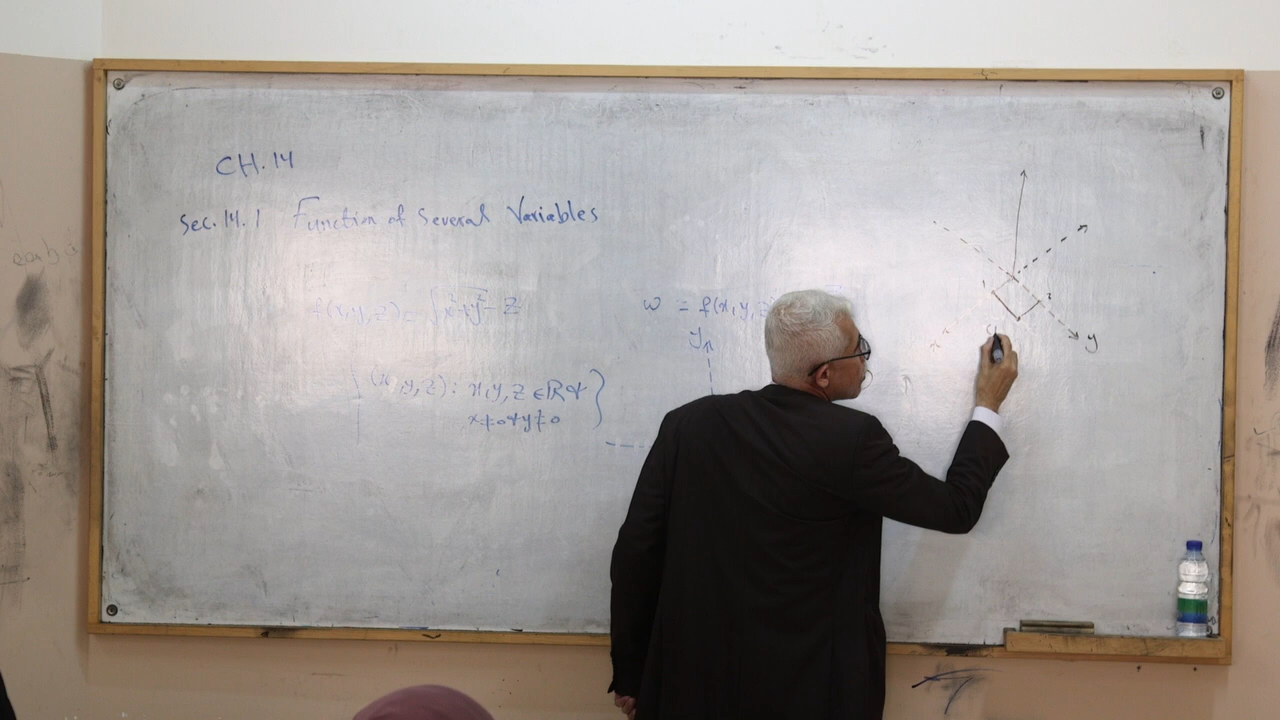 CH.14
Sec. 14.1 Function of Several Variables
f(x,y,z) = √x²+y² - z
w = f(x,y,z
y
(x,y,z): x,y,z ∈ R &
x≠0 & y≠0 }
y